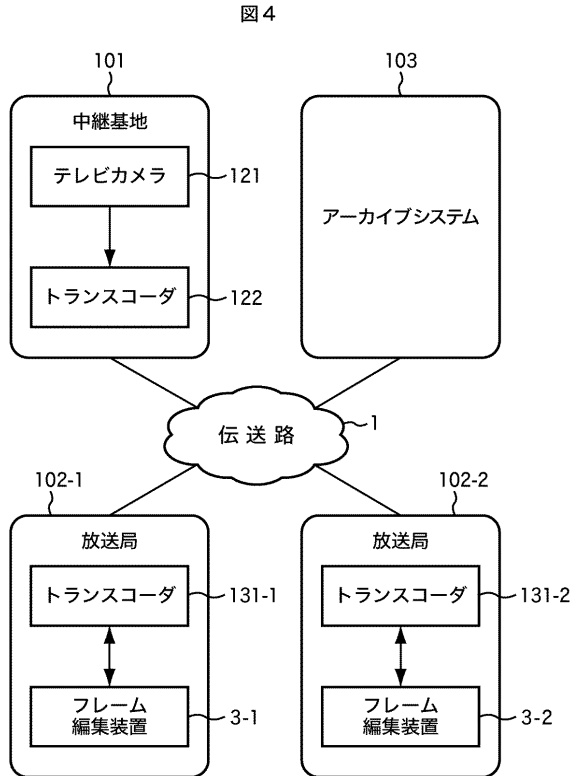 図4
101
103
中継基地
テレビカメラ
121
アーカイブシステム
トランスコーダ
122
伝送路
1
102-1
102-2
放送局
放送局
トランスコーダ
131-1
トランスコーダ
131-2
フレーム
編集装置
3-1
フレーム
編集装置
3-2